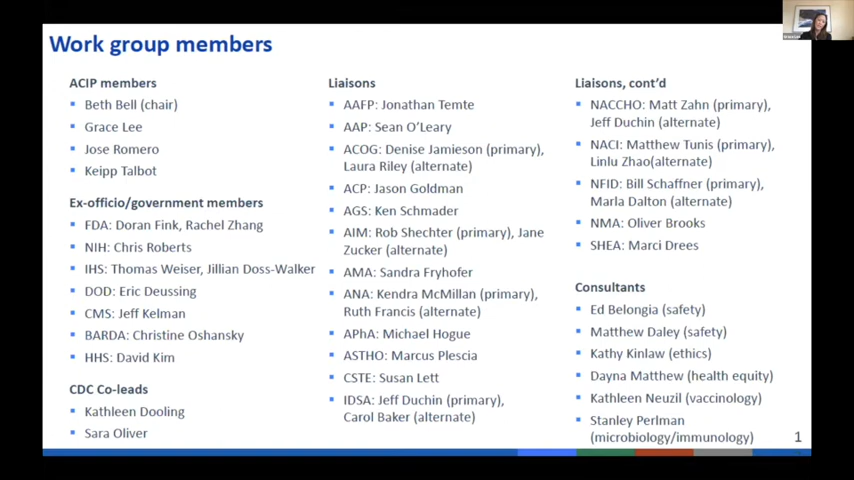 Work group members
ACIP members
Beth Bell (chair)
Grace Lee
Jose Romero
Keipp Talbot
Ex-officio/government members
FDA: Doran Fink, Rachel Zhang
NIH: Chris Roberts
IHS: Thomas Weiser, Jillian Doss-Walker
DOD: Eric Deussing
CMS: Jeff Kelman
BARDA: Christine Oshansky
HHS: David Kim
CDC Co-leads
Kathleen Dooling
Sara Oliver
Liaisons
AAFP: Jonathan Temte
AAP: Sean O'Leary
ACOG: Denise Jamieson (primary),
Laura Riley (alternate)
ACP: Jason Goldman
AGS: Ken Schmader
AIM: Rob Shechter (primary), Jane
Zucker (alternate)
AMA: Sandra Fryhofer
ANA: Kendra McMillan (primary),
Ruth Francis (alternate)
APhA: Michael Hogue
ASTHO: Marcus Plescia
CSTE: Susan Lett
IDSA: Jeff Duchin (primary),
Carol Baker (alternate)
Liaisons, cont'd
NACCHO: Matt Zahn (primary),
Jeff Duchin (alternate)
NACI: Matthew Tunis (primary),
Linlu Zhao(alternate)
NFID: Bill Schaffner (primary),
Marla Dalton (alternate)
NMA: Oliver Brooks
SHEA: Marci Drees
Consultants
Ed Belongia (safety)
Matthew Daley (safety)
Kathy Kinlaw (ethics)
Dayna Matthew (health equity)
Kathleen Neuzil (vaccinology)
Stanley Perlman
(microbiology/immunology)
1